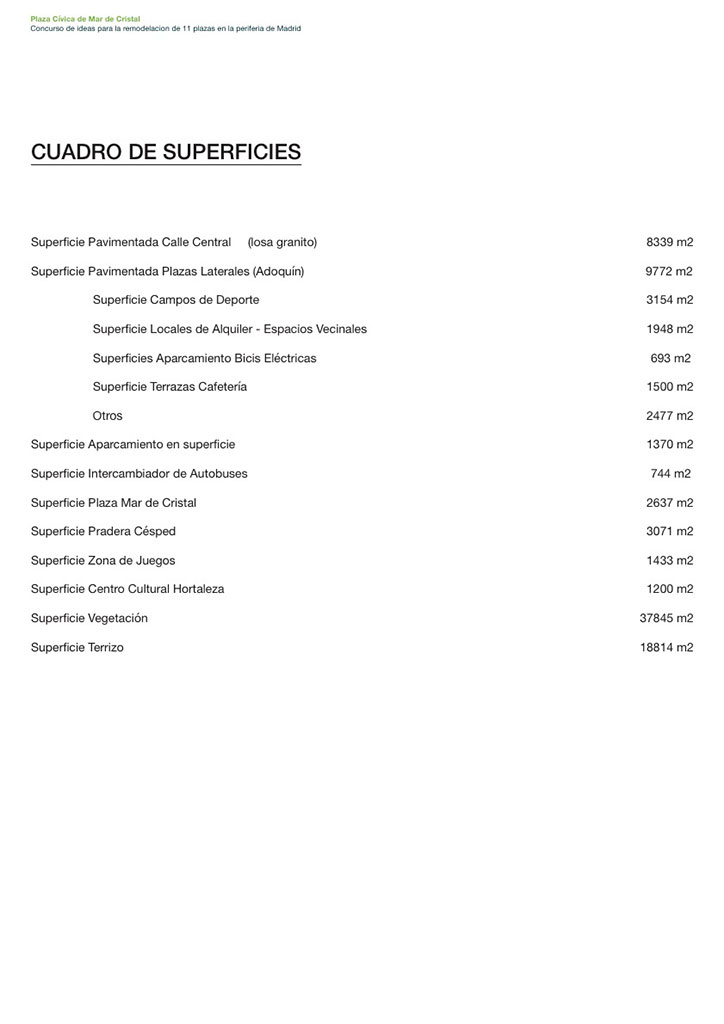 Plaza Cívica de Mar de Cristal
Concurso de ideas para la remodelacion de 11 plazas en la periferia de Madrid
CUADRO DE SUPERFICIES
Superficie Pavimentada Calle Central (losa granito) 8339 m2
Superficie Pavimentada Plazas Laterales (Adoquín) 9772 m2
Superficie Campos de Deporte 3154 m2
Superficie Locales de Alquiler - Espacios Vecinales 1948 m2
Superficies Aparcamiento Bicis Eléctricas 693 m2
Superficie Terrazas Cafetería 1500 m2
Otros 2477 m2
Superficie Aparcamiento en superficie 1370 m2
Superficie Intercambiador de Autobuses 744 m2
Superficie Plaza Mar de Cristal 2637 m2
Superficie Pradera Césped 3071 m2
Superficie Zona de Juegos 1433 m2
Superficie Centro Cultural Hortaleza 1200 m2
Superficie Vegetación 37845 m2
Superficie Terrizo 18814 m2